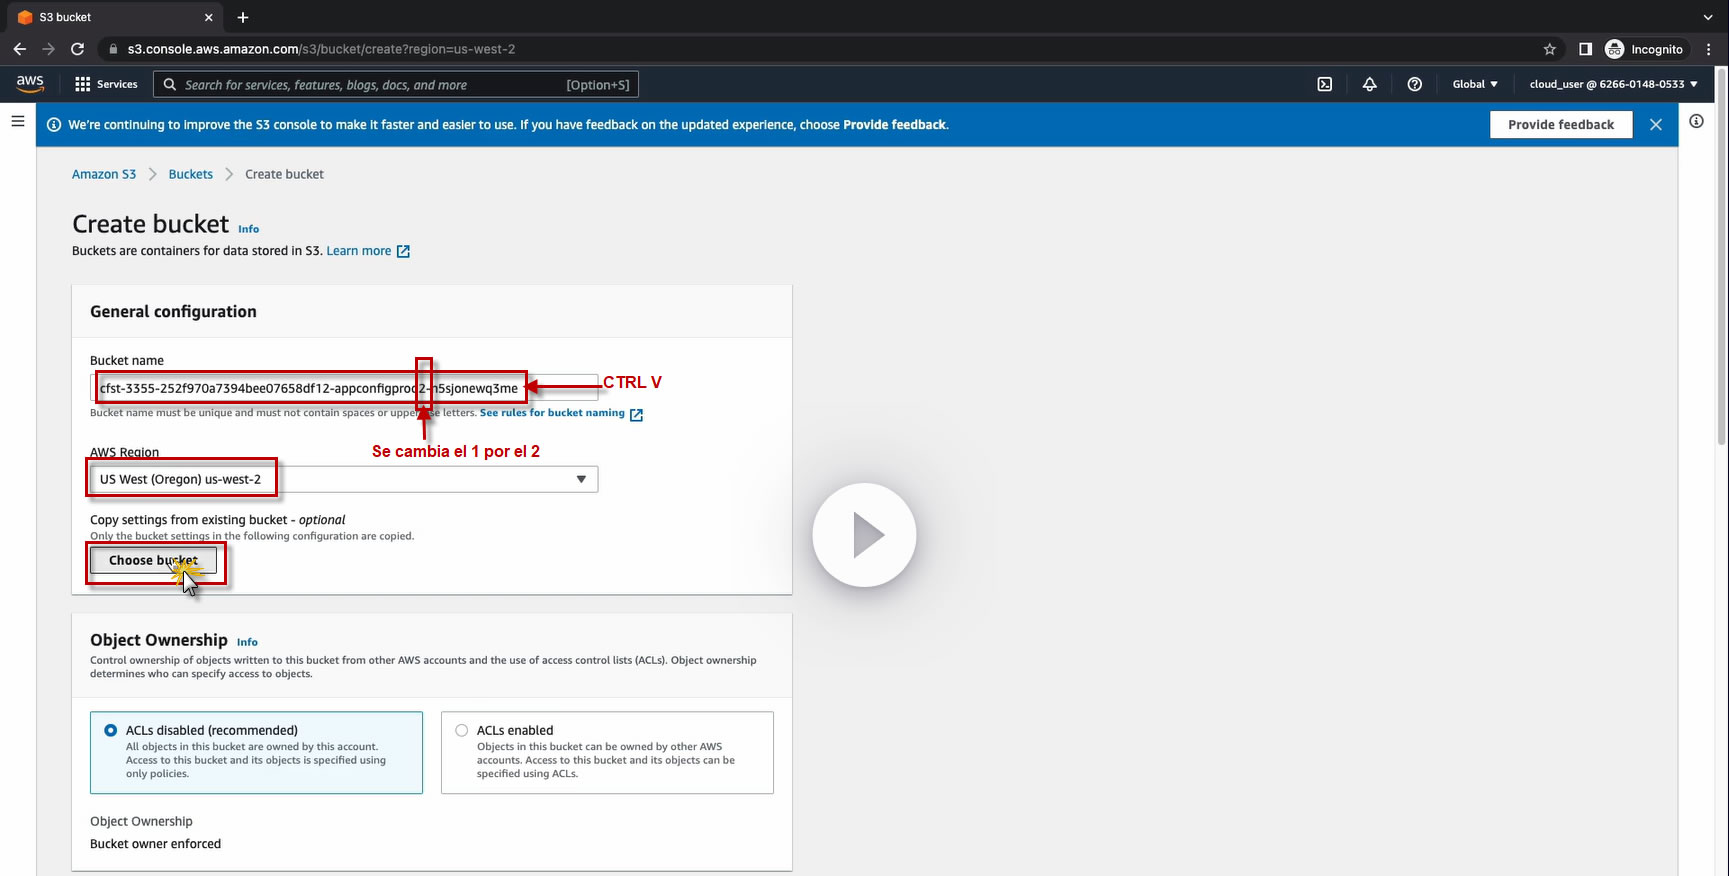 S3 bucket
s3.console.aws.amazon.com/s3/bucket/create?region=us-west-2
Incognito
aws
Services
Search for services, features, blogs, docs, and more
[Option+S]
Global
cloud_user @ 6266-0148-0533
We're continuing to improve the S3 console to make it faster and easier to use. If you have feedback on the updated experience, choose Provide feedback.
Provide feedback
Amazon S3 > Buckets > Create bucket
Create bucket Info
Buckets are containers for data stored in S3. Learn more
General configuration
Bucket name
cfst-3355-252f970a7394bee07658df12-appconfigprod2-n5sjonewq3me
CTRL V
Bucket name must be unique and must not contain spaces or uppercase letters. See rules for bucket naming
Se cambia el 1 por el 2
AWS Region
US West (Oregon) us-west-2
Copy settings from existing bucket - optional
Only the bucket settings in the following configuration are copied.
Choose bucket
Object Ownership Info
Control ownership of objects written to this bucket from other AWS accounts and the use of access control lists (ACLs). Object ownership
determines who can specify access to objects.
ACLs disabled (recommended)
All objects in this bucket are owned by this account.
Access to this bucket and its objects is specified using
only policies.
ACLs enabled
Objects in this bucket can be owned by other AWS
accounts. Access to this bucket and its objects can be
specified using ACLs.
Object Ownership
Bucket owner enforced